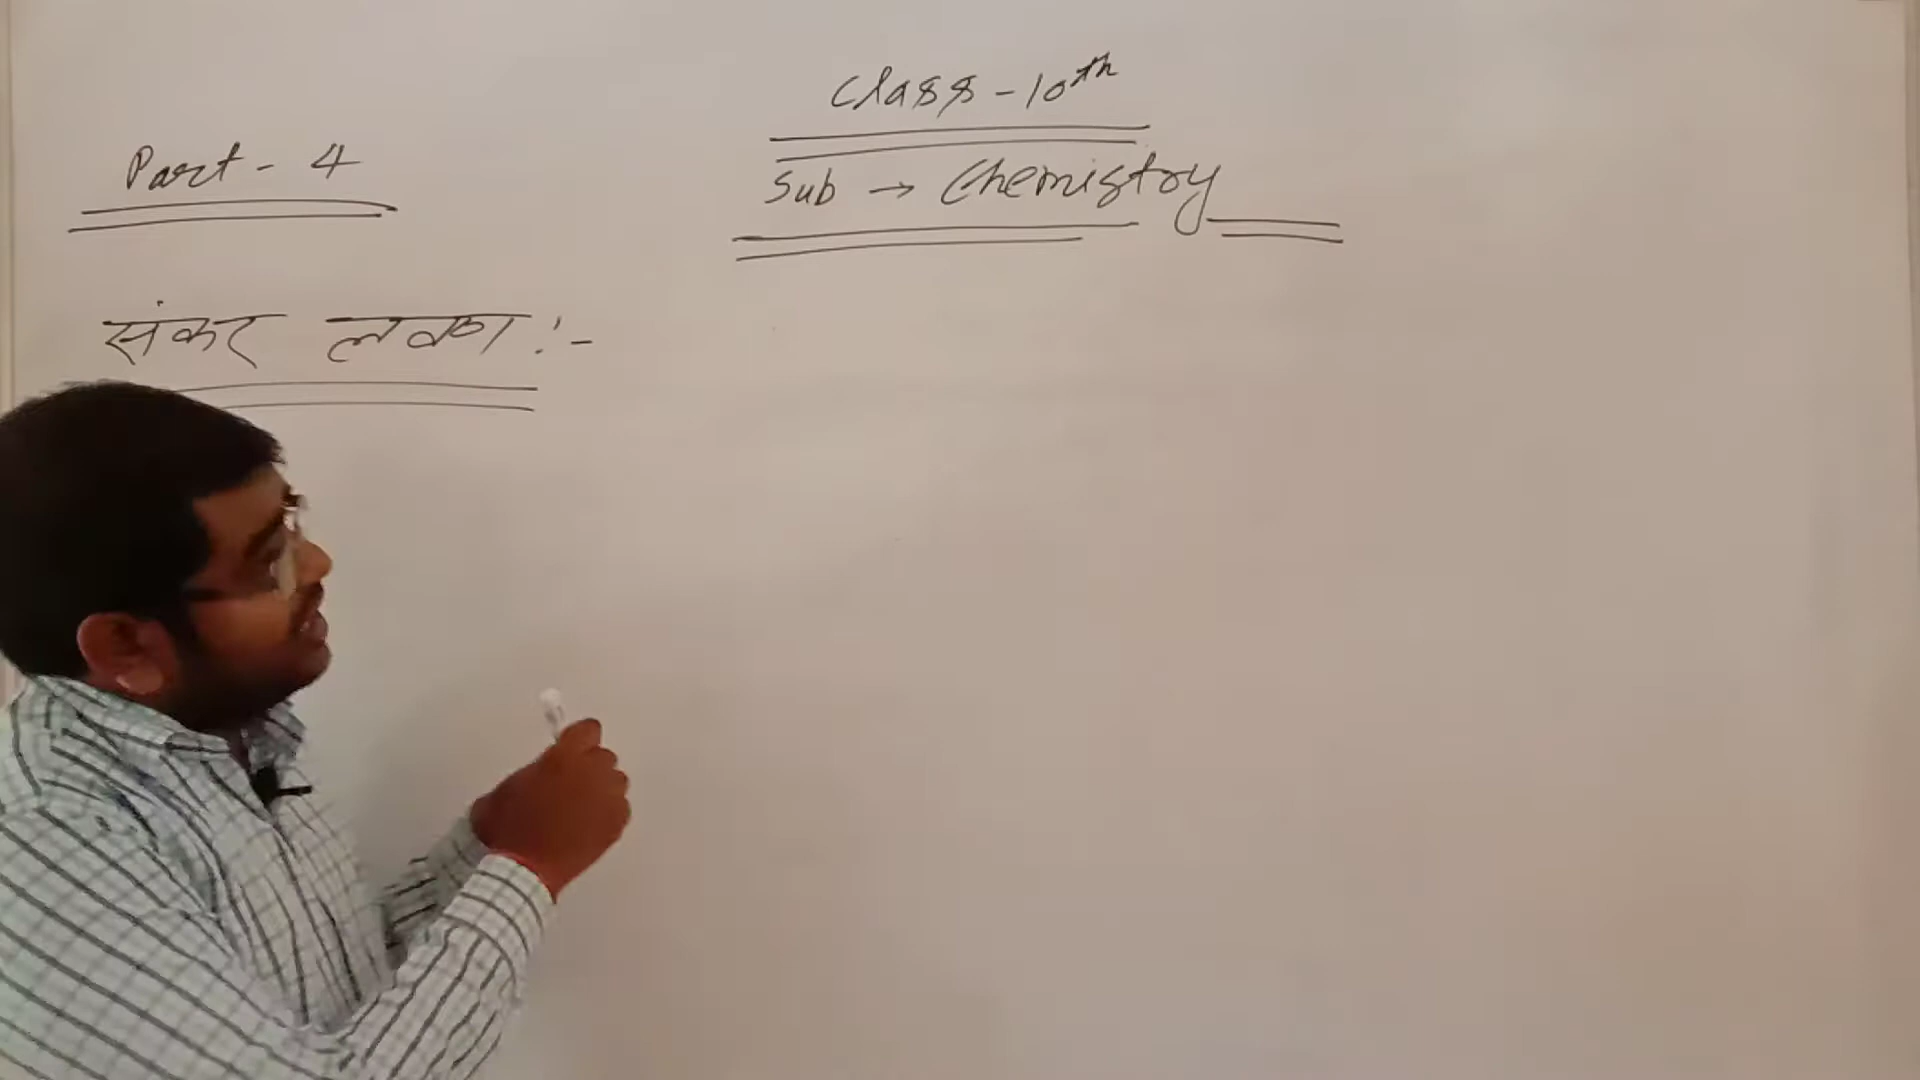 Class - 10th
Part - 4
Sub → Chemistry
संकर लवण :-